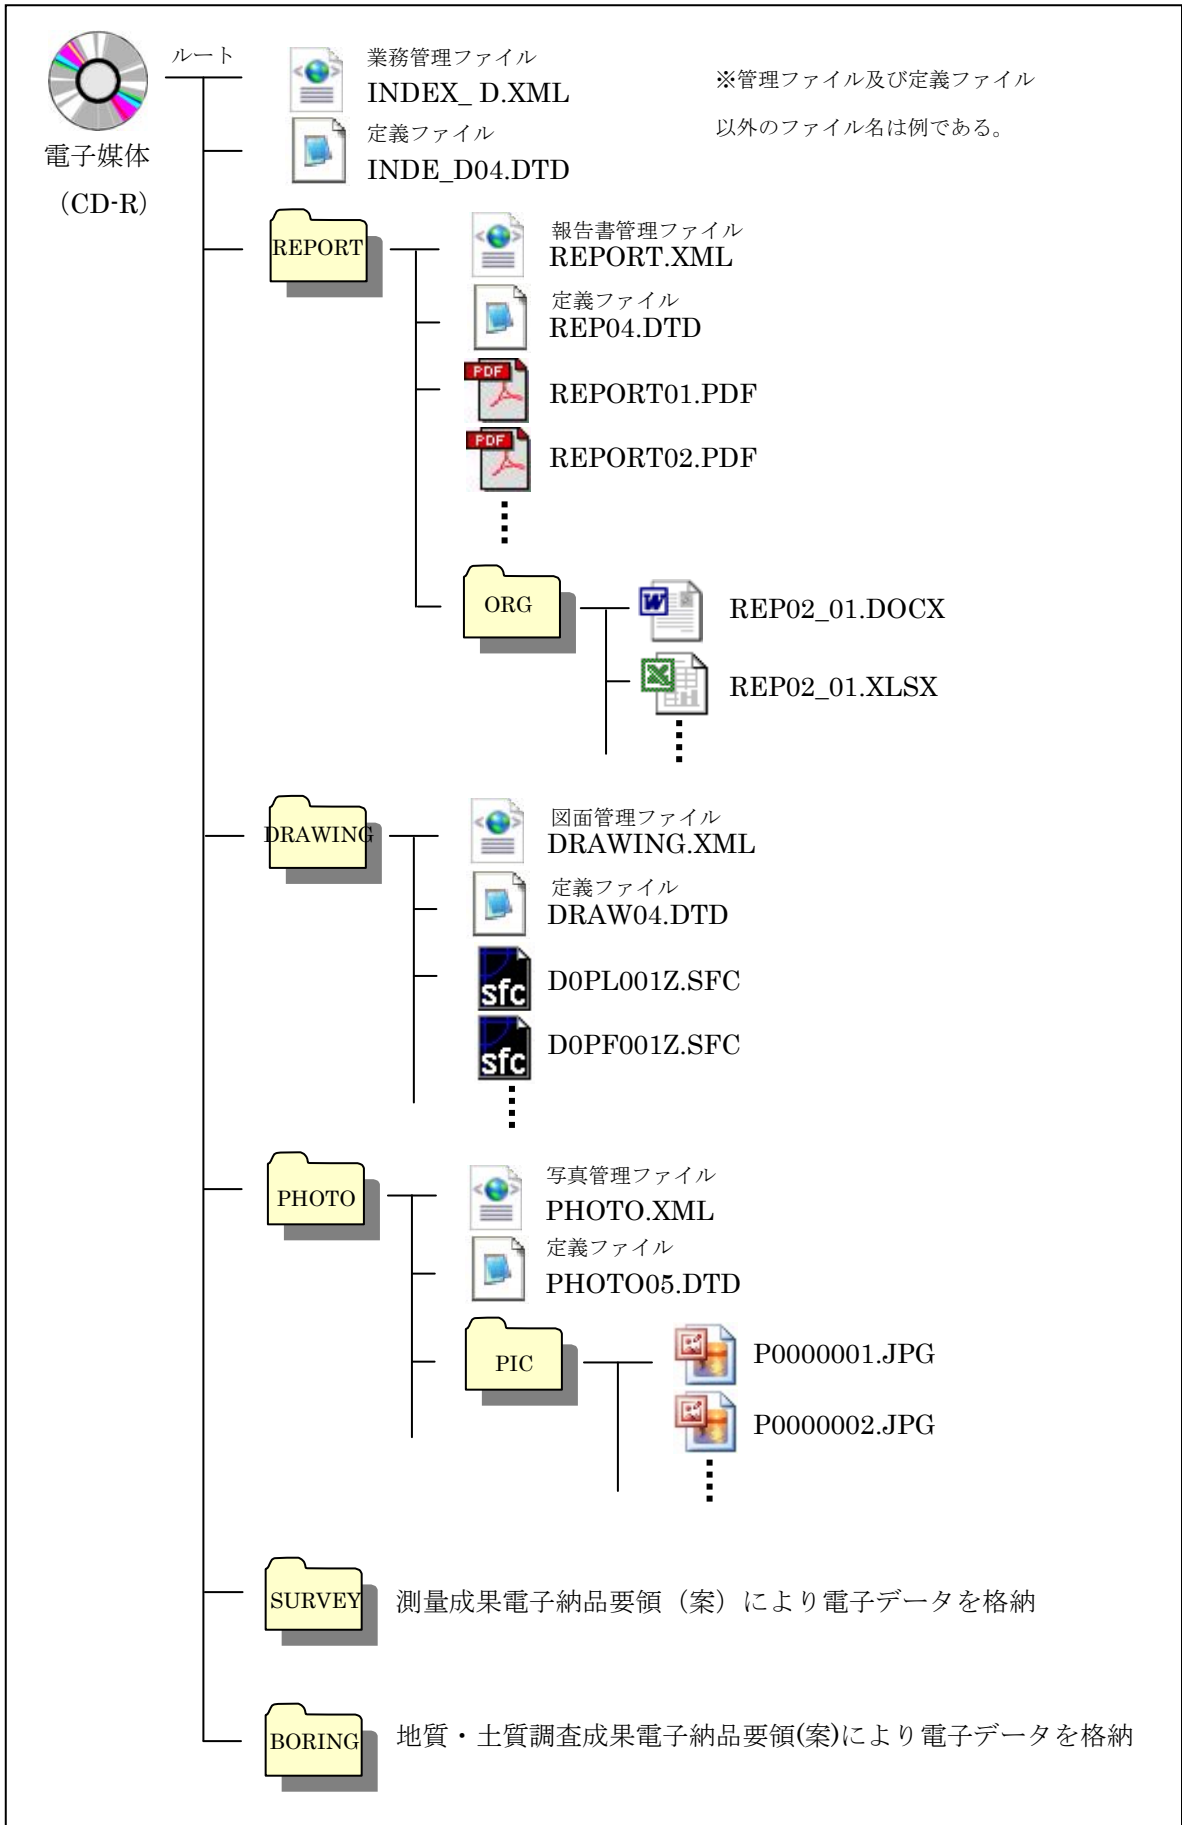 ルート
電子媒体
(CD-R)
業務管理ファイル
INDEX_ D.XML
※管理ファイル及び定義ファイル
以外のファイル名は例である。
定義ファイル
INDE_D04.DTD
REPORT
報告書管理ファイル
REPORT.XML
定義ファイル
REP04.DTD
PDF
REPORT01.PDF
PDF
REPORT02.PDF
ORG
W
REP02_01.DOCX
REP02_01.XLSX
DRAWING
図面管理ファイル
DRAWING.XML
定義ファイル
DRAW04.DTD
sfc
D0PL001Z.SFC
sfc
D0PF001Z.SFC
PHOTO
写真管理ファイル
PHOTO.XML
定義ファイル
PHOTO05.DTD
PIC
P0000001.JPG
P0000002.JPG
SURVEY
測量成果電子納品要領（案）により電子データを格納
BORING
地質・土質調査成果電子納品要領(案)により電子データを格納